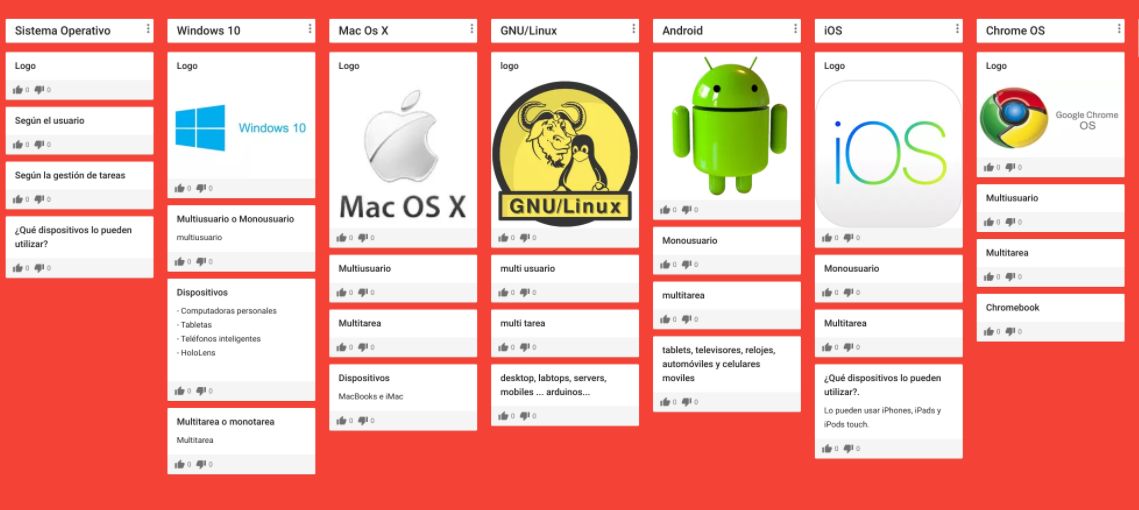 Sistema Operativo
Logo
0 0
Según el usuario
0 0
Según la gestión de tareas
0 0
¿Qué dispositivos lo pueden
utilizar?
0 0
Windows 10
Logo
Windows 10
0 0
Multiusuario o Monousuario
multiusuario
0 0
Dispositivos
- Computadoras personales
- Tabletas
- Teléfonos inteligentes
- HoloLens
0 0
Multitarea o monotarea
Multitarea
0 0
Mac Os X
Logo
Mac OS X
0 0
Multiusuario
0 0
Multitarea
0 0
Dispositivos
MacBooks e iMac
0 0
GNU/Linux
logo
GNU/Linux
0 0
multi usuario
0 0
multi tarea
0 0
desktop, labtops, servers,
mobiles ... arduinos...
0 0
Android
0 0
Monousuario
0 0
multitarea
0 0
tablets, televisores, relojes,
automóviles y celulares
moviles
0 0
iOS
Logo
iOS
0 0
Monousuario
0 0
Multitarea
0 0
¿Qué dispositivos lo pueden
utilizar?.
Lo pueden usar iPhones, iPads y
iPods touch.
0 0
Chrome OS
Logo
Google Chrome
OS
0 0
Multiusuario
0 0
Multitarea
0 0
Chromebook
0 0